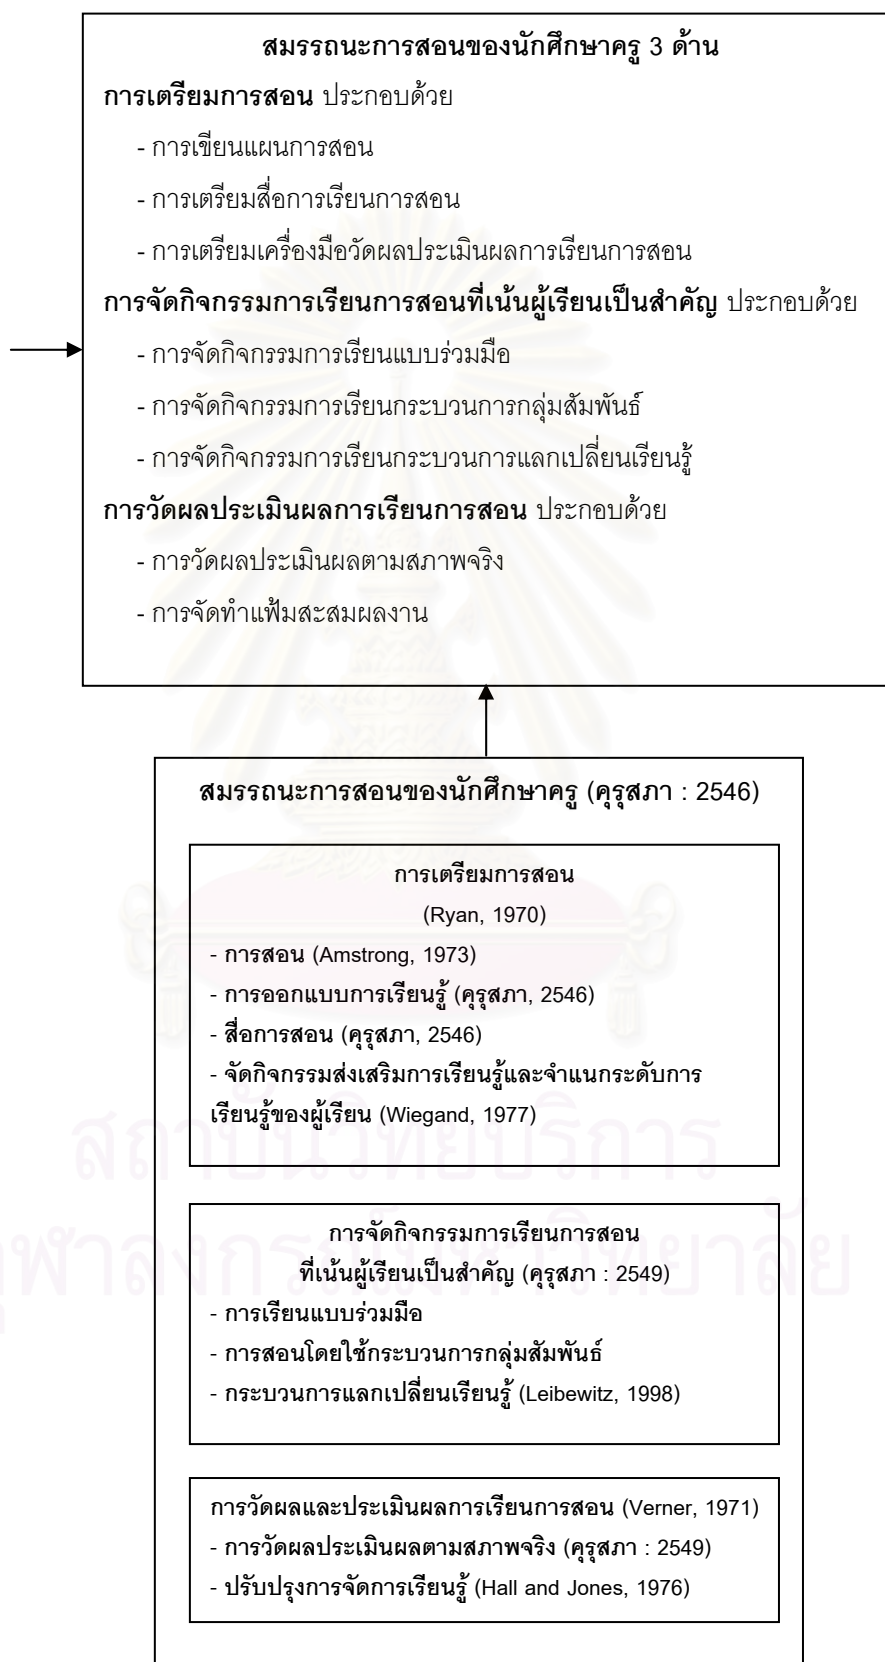 สมรรถนะการสอนของนักศึกษาครู 3 ด้าน
การเตรียมการสอน ประกอบด้วย
- การเขียนแผนการสอน
- การเตรียมสื่อการเรียนการสอน
- การเตรียมเครื่องมือวัดผลประเมินผลการเรียนการสอน
การจัดกิจกรรมการเรียนการสอนที่เน้นผู้เรียนเป็นสำคัญ ประกอบด้วย
- การจัดกิจกรรมการเรียนแบบร่วมมือ
- การจัดกิจกรรมการเรียนกระบวนการกลุ่มสัมพันธ์
- การจัดกิจกรรมการเรียนกระบวนการแลกเปลี่ยนเรียนรู้
การวัดผลประเมินผลการเรียนการสอน ประกอบด้วย
- การวัดผลประเมินผลตามสภาพจริง
- การจัดทำแฟ้มสะสมผลงาน
สมรรถนะการสอนของนักศึกษาครู (คุรุสภา : 2546)
การเตรียมการสอน
(Ryan, 1970)
- การสอน (Amstrong, 1973)
- การออกแบบการเรียนรู้ (คุรุสภา, 2546)
- สื่อการสอน (คุรุสภา, 2546)
- จัดกิจกรรมส่งเสริมการเรียนรู้และจำแนกระดับการ
เรียนรู้ของผู้เรียน (Wiegand, 1977)
สถาบันวิทยบริการ
จุฬาลงกรณ์มหาวิทยาลัย
การจัดกิจกรรมการเรียนการสอน
ที่เน้นผู้เรียนเป็นสำคัญ (คุรุสภา : 2549)
- การเรียนแบบร่วมมือ
- การสอนโดยใช้กระบวนการกลุ่มสัมพันธ์
- กระบวนการแลกเปลี่ยนเรียนรู้ (Leibewitz, 1998)
การวัดผลและประเมินผลการเรียนการสอน (Verner, 1971)
- การวัดผลประเมินผลตามสภาพจริง (คุรุสภา : 2549)
- ปรับปรุงการจัดการเรียนรู้ (Hall and Jones, 1976)